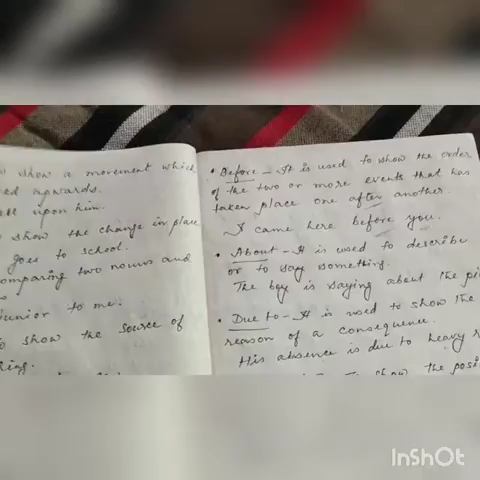 show a movement which
upwards.
upon him.
show the change in place
goes to school.
comparing two nouns and
junior to me.
show the source of
• Before - It is used to show the order
of the two or more events that has
taken place one after another.
I came here before you.
• About - It is used to describe
or to say something.
The boy is saying about the
• Due to - It is used to show the
reason of a consequence.
His absence is due to heavy
To show the
InShOt